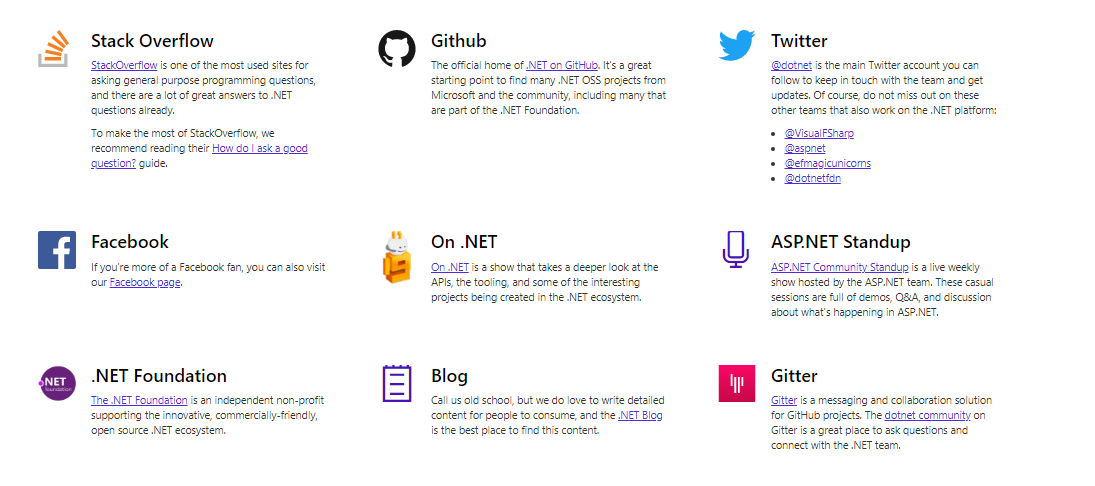 Stack Overflow
StackOverflow is one of the most used sites for
asking general purpose programming questions,
and there are a lot of great answers to .NET
questions already.
To make the most of StackOverflow, we
recommend reading their How do I ask a good
question? guide.
Github
The official home of .NET on GitHub. It's a great
starting point to find many .NET OSS projects from
Microsoft and the community, including many that
are part of the .NET Foundation.
Twitter
@dotnet is the main Twitter account you can
follow to keep in touch with the team and get
updates. Of course, do not miss out on these
other teams that also work on the .NET platform:
@VisualFSharp
@aspnet
@efmagicunicorns
@dotnetfdn
Facebook
If you're more of a Facebook fan, you can also visit
our Facebook page.
On .NET
On .NET is a show that takes a deeper look at the
APIs, the tooling, and some of the interesting
projects being created in the .NET ecosystem.
ASP.NET Standup
ASP.NET Community Standup is a live weekly
show hosted by the ASP.NET team. These casual
sessions are full of demos, Q&A, and discussion
about what's happening in ASP.NET.
.NET
foundation
.NET Foundation
The .NET Foundation is an independent non-profit
supporting the innovative, commercially-friendly,
open source .NET ecosystem.
Blog
Call us old school, but we do love to write detailed
content for people to consume, and the .NET Blog
is the best place to find this content.
Gitter
Gitter is a messaging and collaboration solution
for GitHub projects. The dotnet community on
Gitter is a great place to ask questions and
connect with the .NET team.